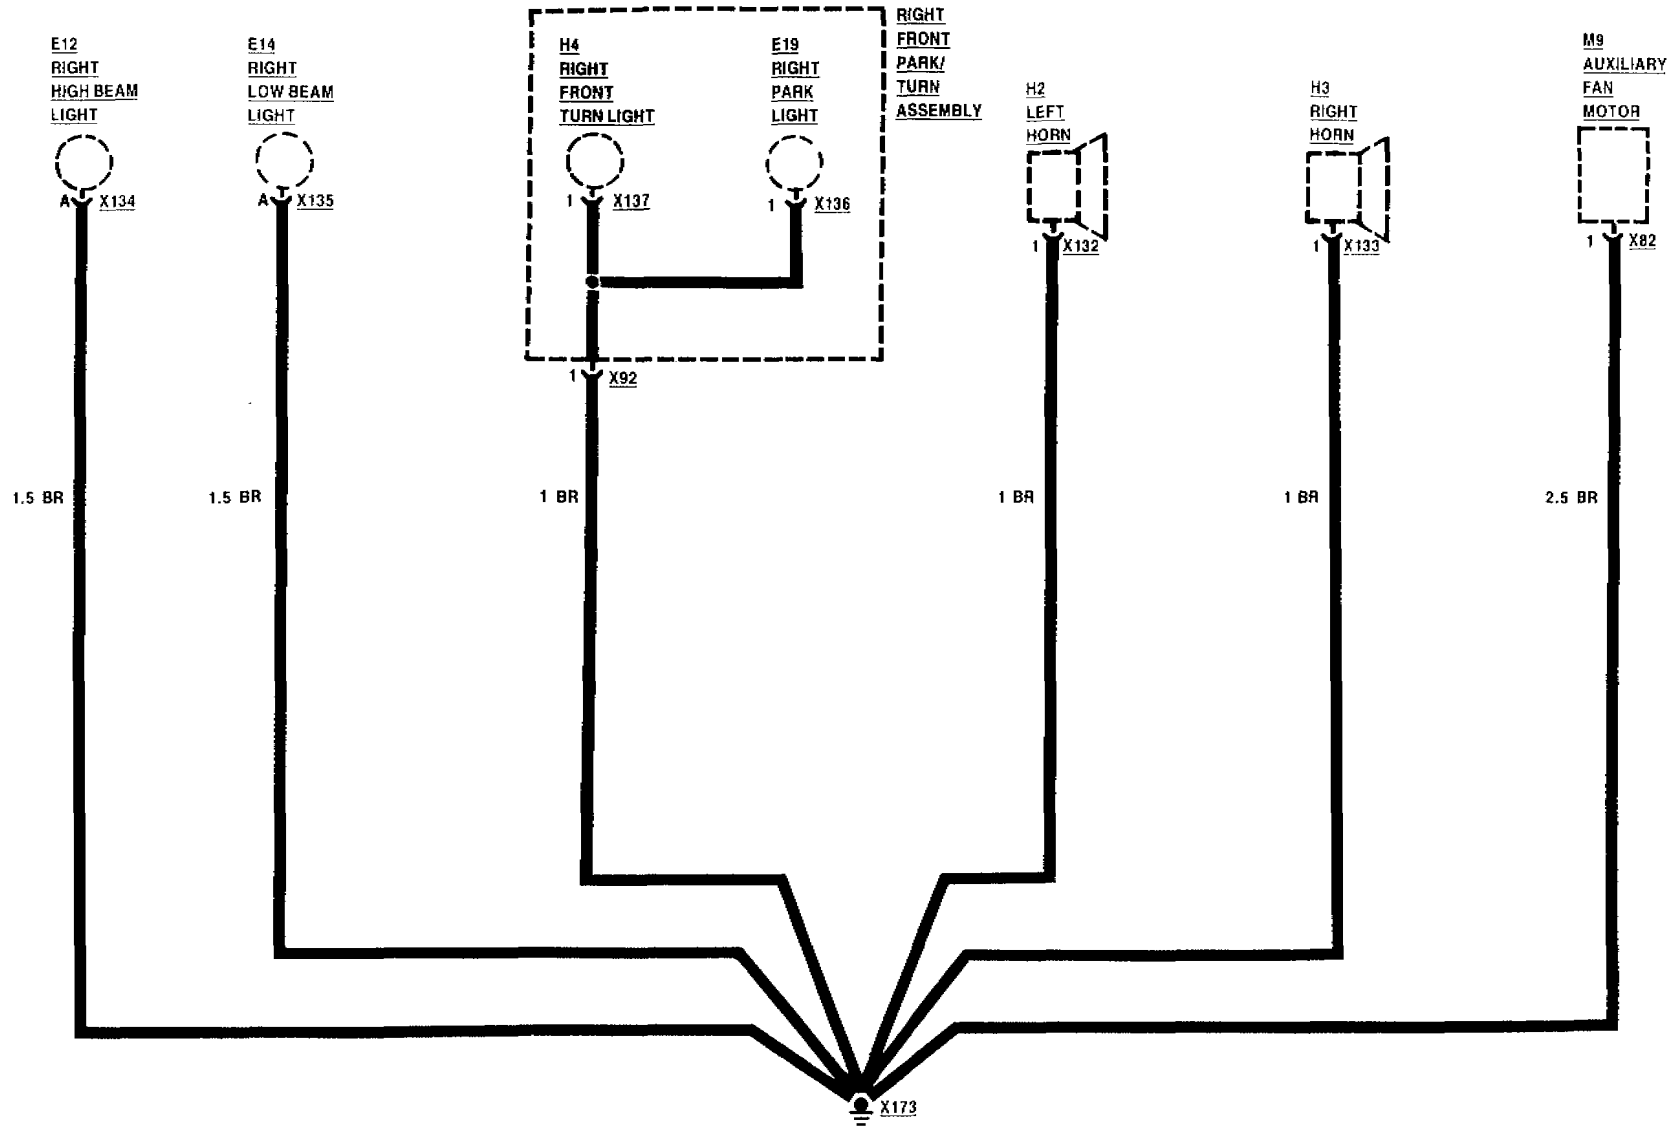 E12
RIGHT
HIGH BEAM
LIGHT
A
X134
E14
RIGHT
LOW BEAM
LIGHT
A
X135
H4
RIGHT
FRONT
TURN LIGHT
1
X137
E19
RIGHT
PARK
LIGHT
1
X136
RIGHT
FRONT
PARK/
TURN
ASSEMBLY
1
X92
H2
LEFT
HORN
1
X132
H3
RIGHT
HORN
1
X133
M9
AUXILIARY
FAN
MOTOR
1
X82
1.5 BR
1.5 BR
1 BR
1 BR
1 BR
2.5 BR
X173